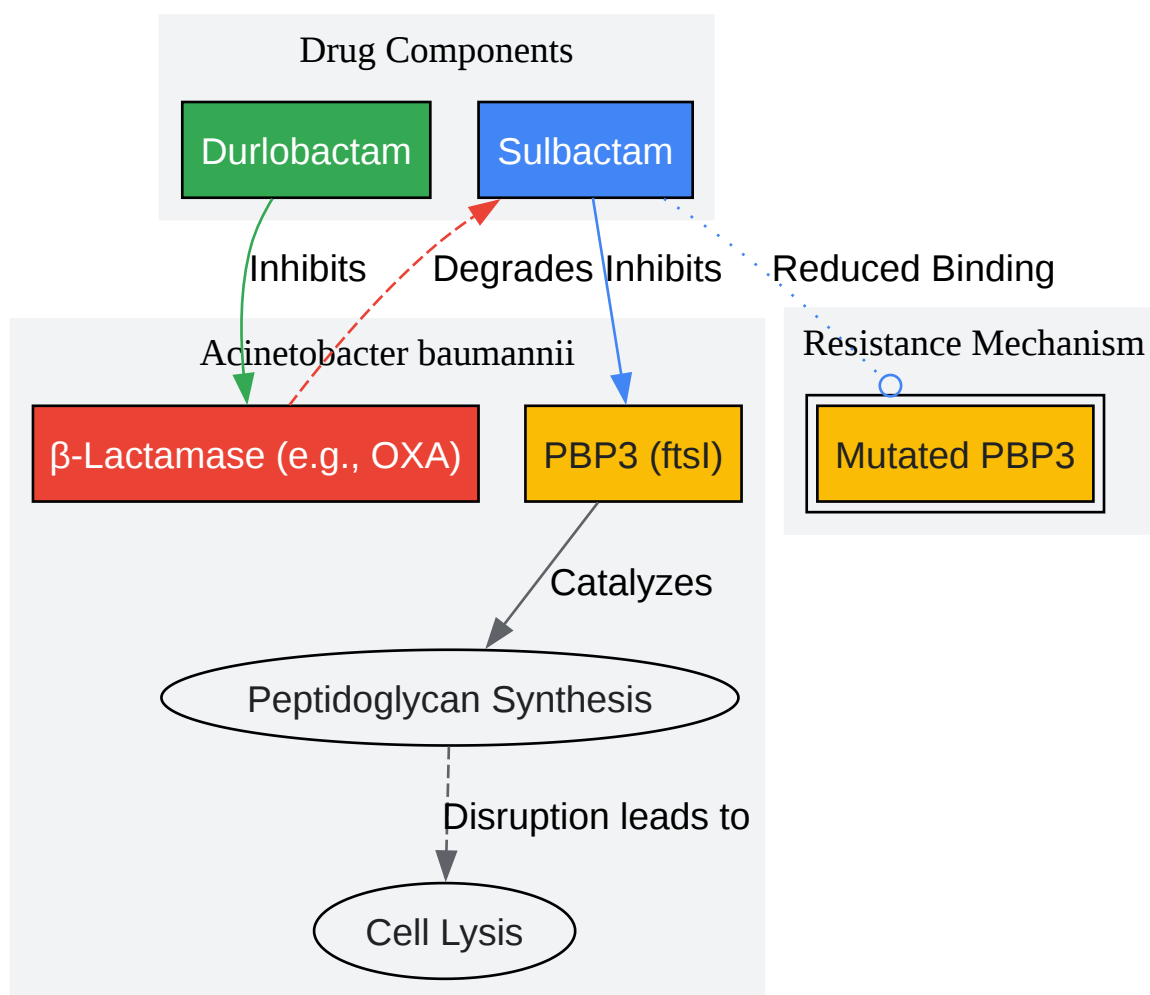 Drug Components
Durlobactam
Sulbactam
Inhibits
Degrades
Inhibits
Reduced Binding
Acinetobacter baumannii
Resistance Mechanism
β-Lactamase (e.g., OXA)
PBP3 (ftsI)
Mutated PBP3
Catalyzes
Peptidoglycan Synthesis
Disruption leads to
Cell Lysis